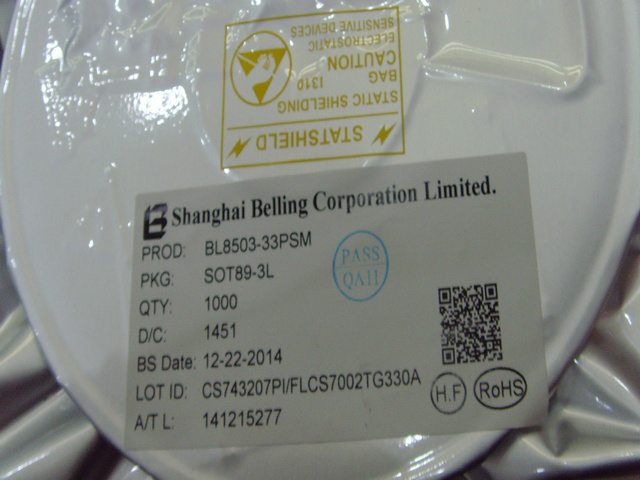 SENSITIVE DEVICES
ELECTROSTATIC
CAUTION
BAG
I310
STATIC SHIELDING
STATSHIELD
Shanghai Belling Corporation Limited.
PROD: BL8503-33PSM
PKG: SOT89-3L
QTY: 1000
D/C: 1451
BS Date: 12-22-2014
LOT ID: CS743207PI/FLCS7002TG330A
A/T L: 141215277
PASS
QA11
H.F
RoHS